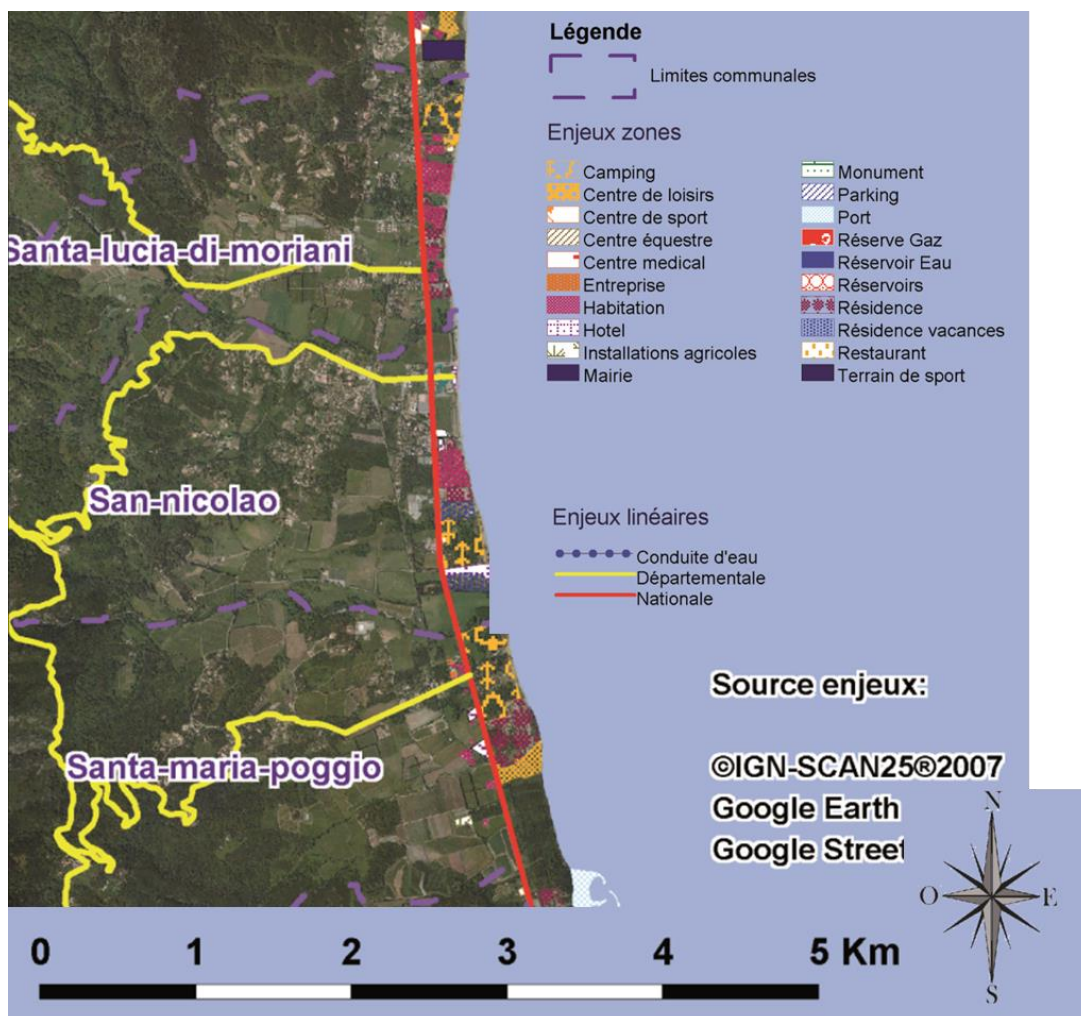 Légende
Limites communales
Enjeux zones
Camping
Centre de loisirs
Centre de sport
Centre équestre
Centre medical
Entreprise
Habitation
Hotel
Installations agricoles
Mairie
Monument
Parking
Port
Réserve Gaz
Réservoir Eau
Réservoirs
Résidence
Résidence vacances
Restaurant
Terrain de sport
Santa-lucia-di-moriani
San-nicolao
Santa-maria-poggio
Enjeux linéaires
Conduite d'eau
Départementale
Nationale
Source enjeux:
©IGN-SCAN25®2007
Google Earth
Google Street
N
O E
S
0 1 2 3 4 5 Km